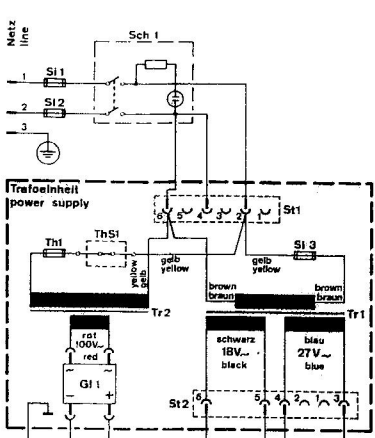 Netz
line
Sch 1
1
Si 1
2
Si 2
3
Trafoeinheit
power supply
6 5 4 3 2 1
St1
Th1
ThS1
yellow
gelb
gelb
yellow
gelb
yellow
Si 3
brown
braun
brown
braun
Tr2
Tr1
rot
100V~
red
schwarz
18V~
black
blau
27V~
blue
~ ~
Gl 1
- +
St2
6 5 4 2 1 3